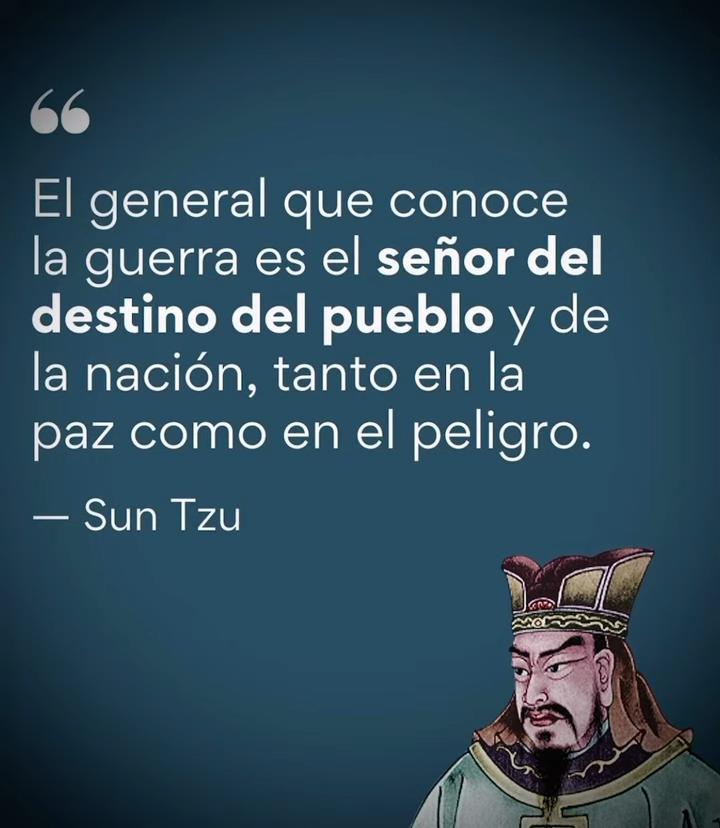 “
El general que conoce
la guerra es el señor del
destino del pueblo y de
la nación, tanto en la
paz como en el peligro.
— Sun Tzu